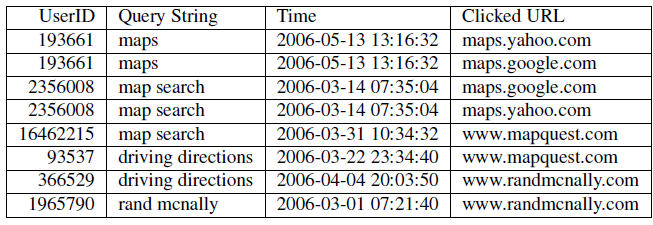 UserID Query String Time Clicked URL
193661 maps 2006-05-13 13:16:32 maps.yahoo.com
193661 maps 2006-05-13 13:16:32 maps.google.com
2356008 map search 2006-03-14 07:35:04 maps.google.com
2356008 map search 2006-03-14 07:35:04 maps.yahoo.com
16462215 map search 2006-03-31 10:34:32 www.mapquest.com
93537 driving directions 2006-03-22 23:34:40 www.mapquest.com
366529 driving directions 2006-04-04 20:03:50 www.randmcnally.com
1965790 rand mcnally 2006-03-01 07:21:40 www.randmcnally.com